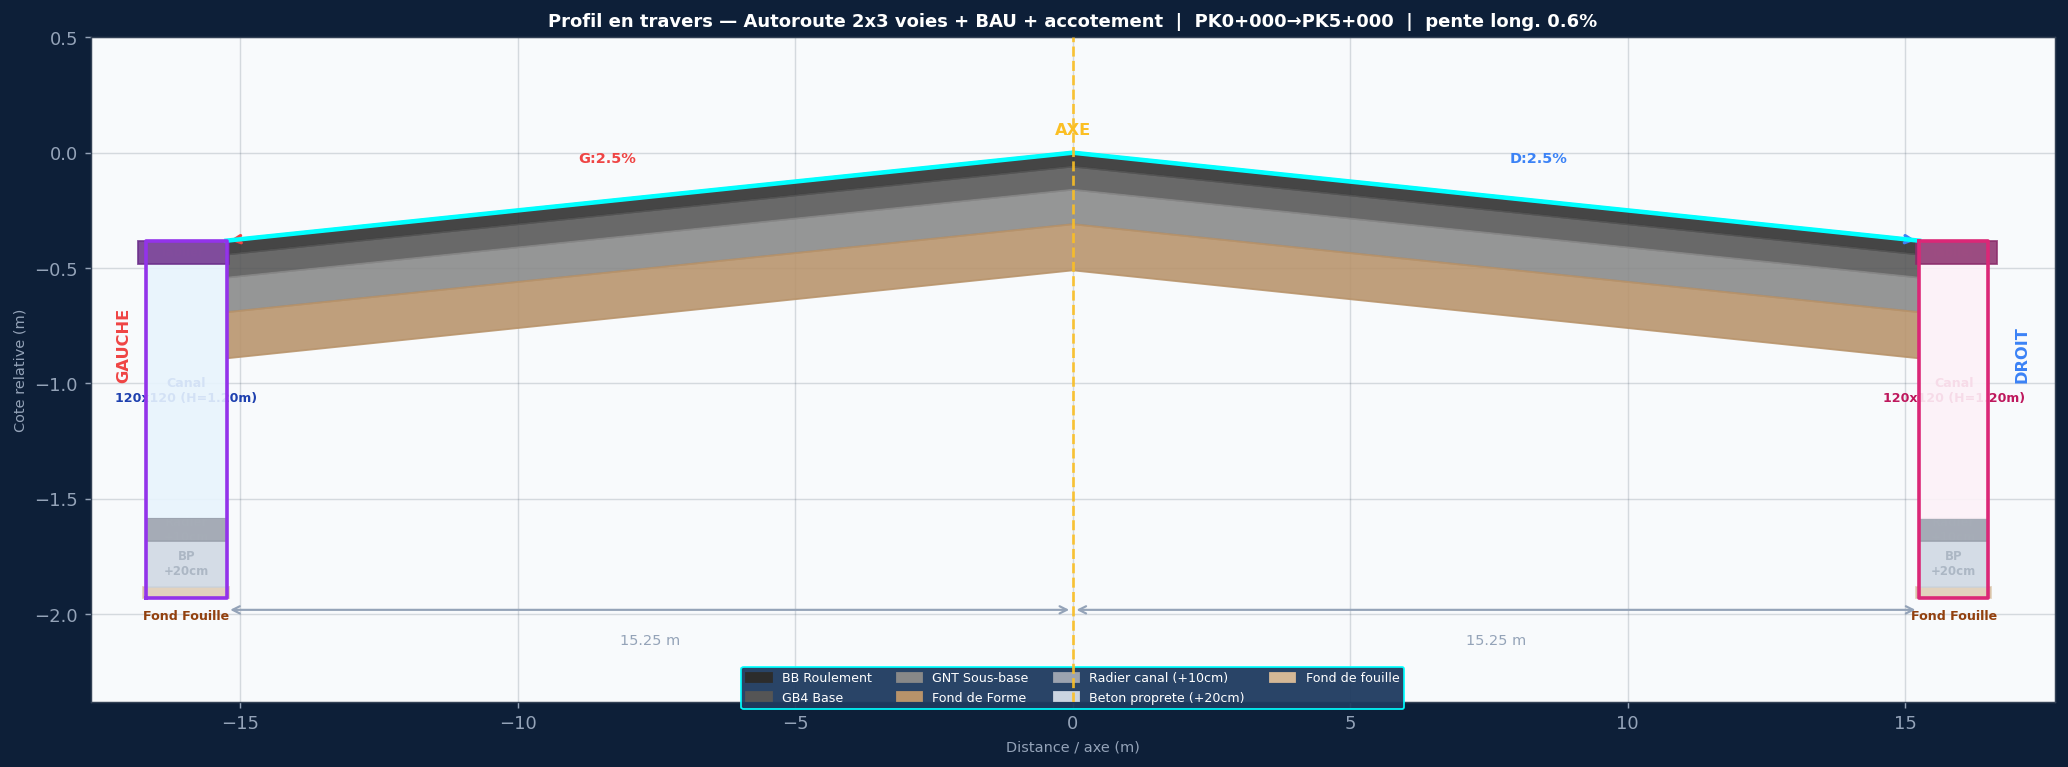 Profil en travers — Autoroute 2x3 voies + BAU + accotement | PK0+000→PK5+000 | pente long. 0.6%
0.5
0.0
−0.5
−1.0
−1.5
−2.0
Cote relative (m)
AXE
G:2.5%
D:2.5%
GAUCHE
DROIT
Canal
120x120 (H=1.20m)
Canal
120x120 (H=1.20m)
BP
+20cm
BP
+20cm
Fond Fouille
Fond Fouille
15.25 m
15.25 m
BB Roulement
GB4 Base
GNT Sous-base
Fond de Forme
Radier canal (+10cm)
Beton proprete (+20cm)
Fond de fouille
−15
−10
−5
0
5
10
15
Distance / axe (m)